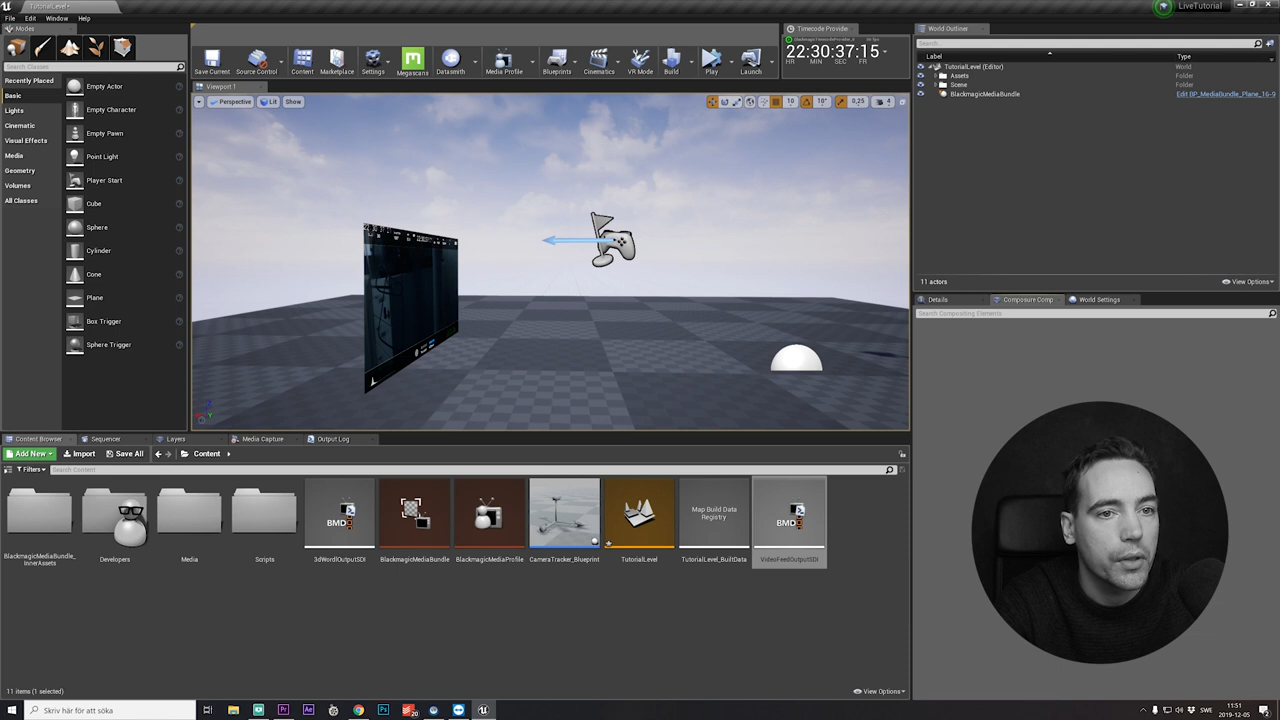 TutorialLevel*
LiveTutorial
File Edit Window Help
Modes
Search Classes
Recently Placed
Basic
Lights
Cinematic
Visual Effects
Media
Geometry
Volumes
All Classes
Empty Actor
Empty Character
Empty Pawn
Point Light
Player Start
Cube
Sphere
Cylinder
Cone
Plane
Box Trigger
Sphere Trigger
Save Current
Source Control
Content
Marketplace
Settings
Megascans
Datasmith
Media Profile
Blueprints
Cinematics
VR Mode
Build
Play
Launch
Timecode Provider
22:30:37:15
HR MIN SEC FR
Viewport 1
Perspective Lit Show
10 10° 0,25 4
World Outliner
Search...
Label Type
TutorialLevel (Editor) World
Assets Folder
Scene Folder
BlackmagicMediaBundle Edit BP_MediaBundle_Plane_16-9
11 actors View Options
Details Composure Comp World Settings
Search Compositing Elements
Content Browser Sequencer Layers Media Capture Output Log
Add New Import Save All Content
Filters Search Content
BMD
Map Build Data
Registry
BMD
BlackmagicMediaBundle_
InnerAssets
Developers
Media
Scripts
3dWorldOutputSDI
BlackmagicMediaBundle
BlackmagicMediaProfile
CameraTracker_Blueprint
TutorialLevel
TutorialLevel_BuiltData
VideoFeedOutputSDI
11 items (1 selected) View Options
Skriv här för att söka
Pr
Ae
Ps
20
SWE
11:51
2019-12-05
2